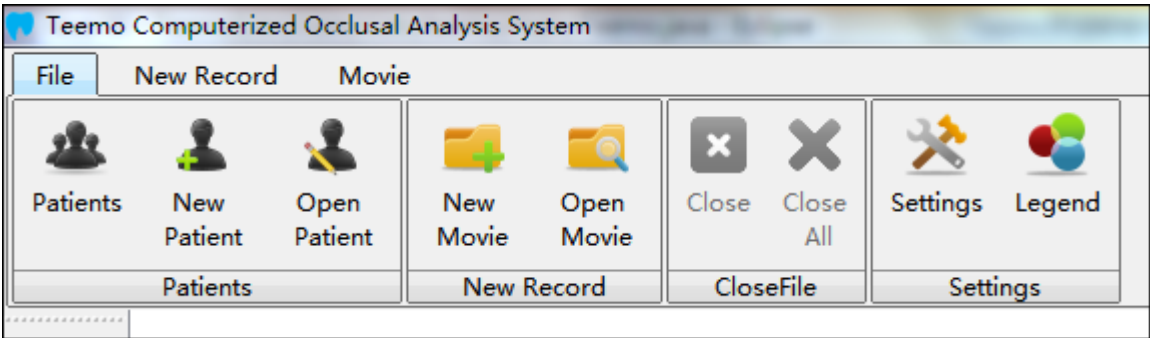 Teemo Computerized Occlusal Analysis System
File New Record Movie
Patients New Patient Open Patient New Movie Open Movie Close Close All Settings Legend
Patients New Record CloseFile Settings